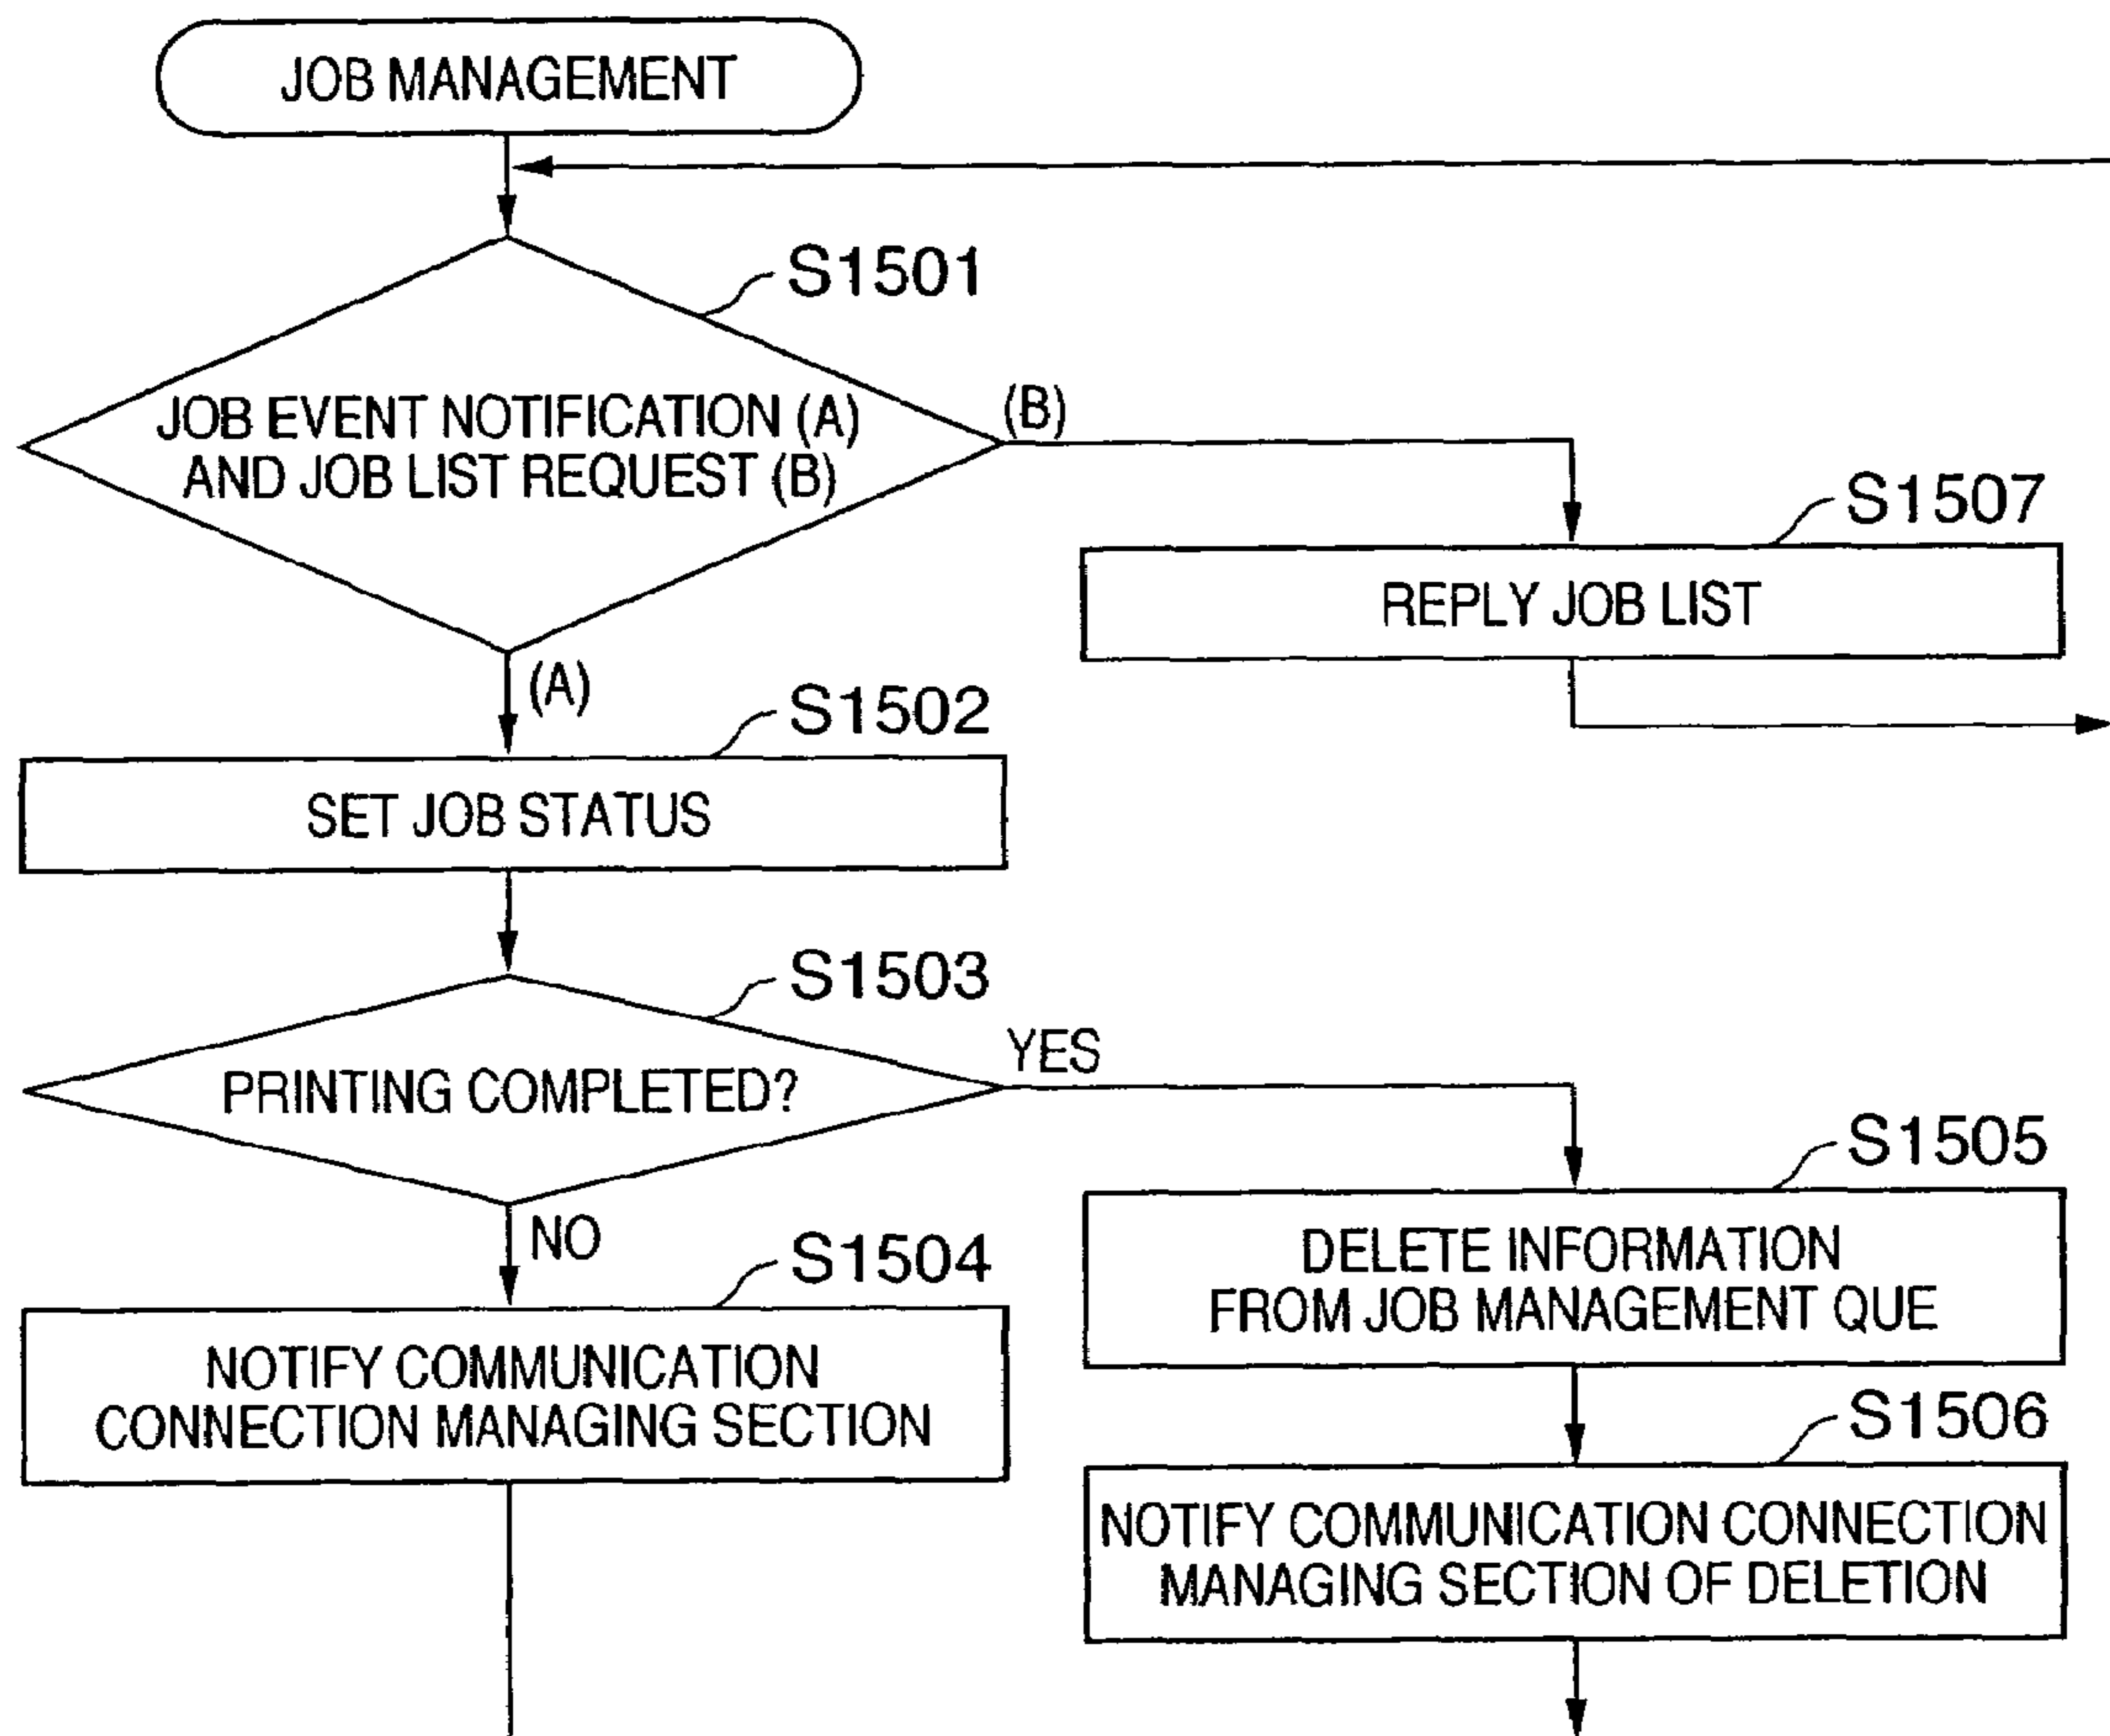 JOB MANAGEMENT
S1501
JOB EVENT NOTIFICATION (A)
AND JOB LIST REQUEST (B)
(B)
S1507
REPLY JOB LIST
(A)
S1502
SET JOB STATUS
S1503
PRINTING COMPLETED?
YES
NO
S1504
NOTIFY COMMUNICATION
CONNECTION MANAGING SECTION
S1505
DELETE INFORMATION
FROM JOB MANAGEMENT QUE
S1506
NOTIFY COMMUNICATION CONNECTION
MANAGING SECTION OF DELETION